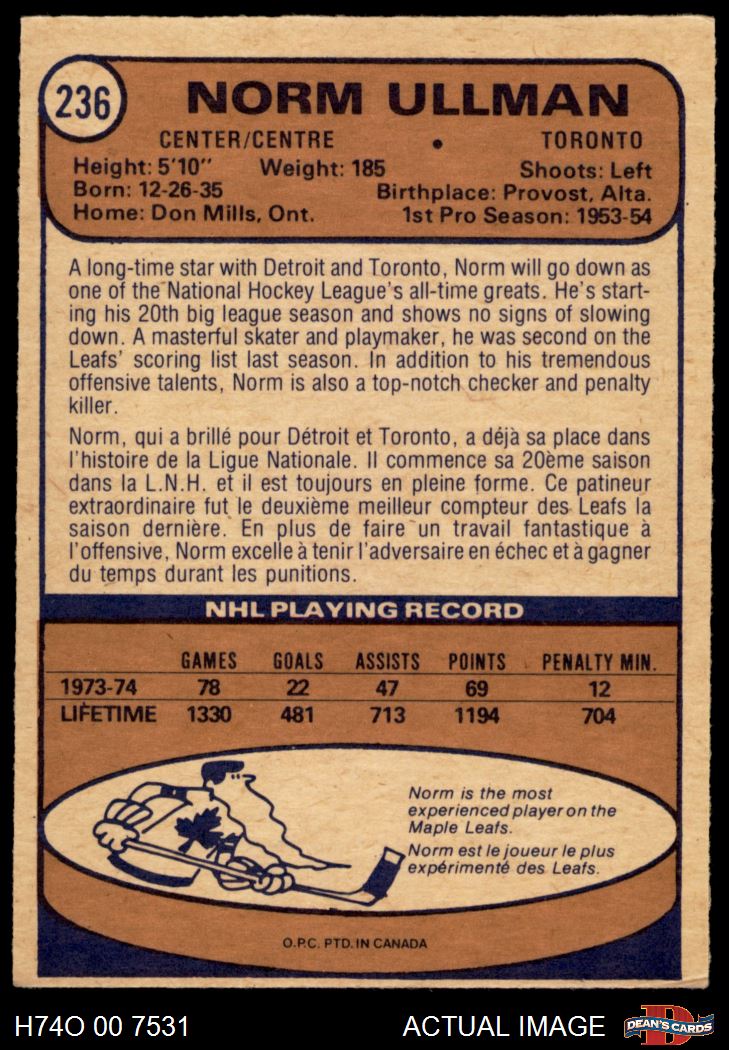 236
NORM ULLMAN
CENTER/CENTRE • TORONTO
Height: 5'10" Weight: 185 Shoots: Left
Born: 12-26-35 Birthplace: Provost, Alta.
Home: Don Mills, Ont. 1st Pro Season: 1953-54
A long-time star with Detroit and Toronto, Norm will go down as
one of the National Hockey League's all-time greats. He's start-
ing his 20th big league season and shows no signs of slowing
down. A masterful skater and playmaker, he was second on the
Leafs' scoring list last season. In addition to his tremendous
offensive talents, Norm is also a top-notch checker and penalty
killer.
Norm, qui a brillé pour Détroit et Toronto, a déjà sa place dans
l'histoire de la Ligue Nationale. Il commence sa 20ème saison
dans la L.N.H. et il est toujours en pleine forme. Ce patineur
extraordinaire fut le deuxième meilleur compteur des Leafs la
saison dernière. En plus de faire un travail fantastique à
l'offensive, Norm excelle à tenir l'adversaire en échec et à gagner
du temps durant les punitions.
NHL PLAYING RECORD
GAMES GOALS ASSISTS POINTS PENALTY MIN.
1973-74 78 22 47 69 12
LIFETIME 1330 481 713 1194 704
Norm is the most
experienced player on the
Maple Leafs.
Norm est le joueur le plus
expérimenté des Leafs.
O.P.C. PTD. IN CANADA
H74O 00 7531 ACTUAL IMAGE
D
DEAN'S CARDS